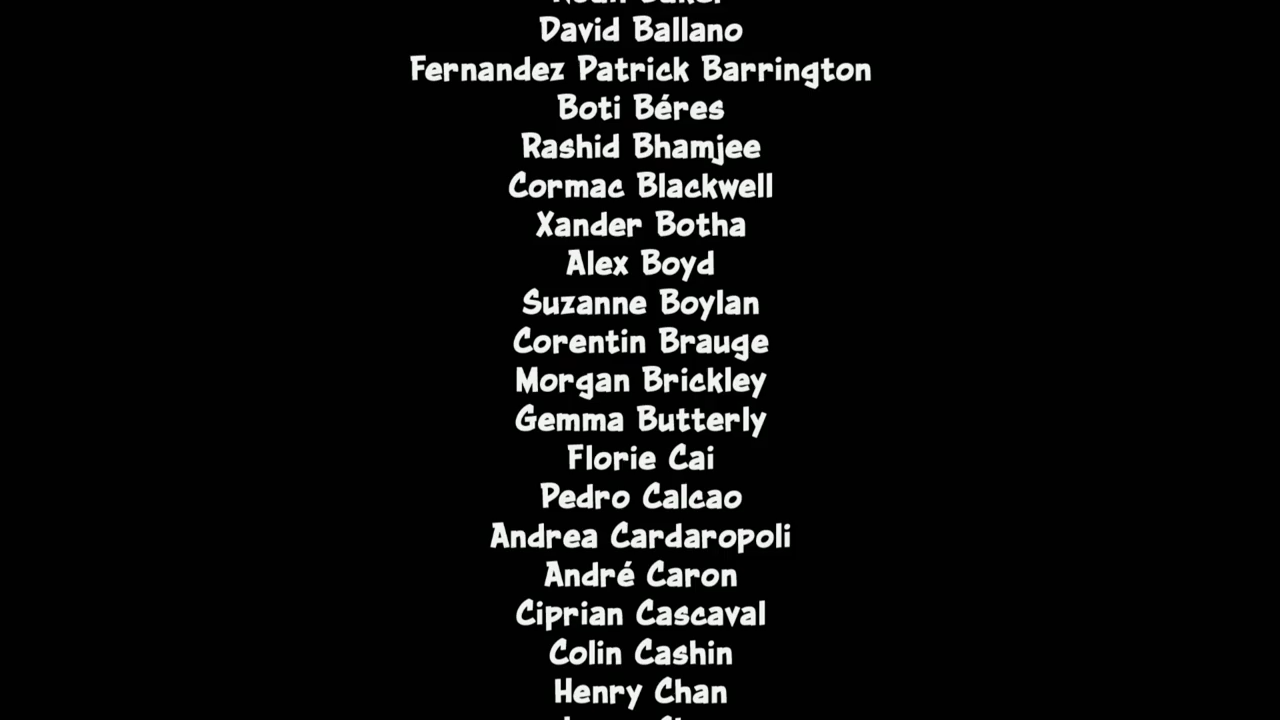 David Ballano
Fernandez Patrick Barrington
Boti Béres
Rashid Bhamjee
Cormac Blackwell
Xander Botha
Alex Boyd
Suzanne Boylan
Corentin Brauge
Morgan Brickley
Gemma Butterly
Florie Cai
Pedro Calcao
Andrea Cardaropoli
André Caron
Ciprian Cascaval
Colin Cashin
Henry Chan